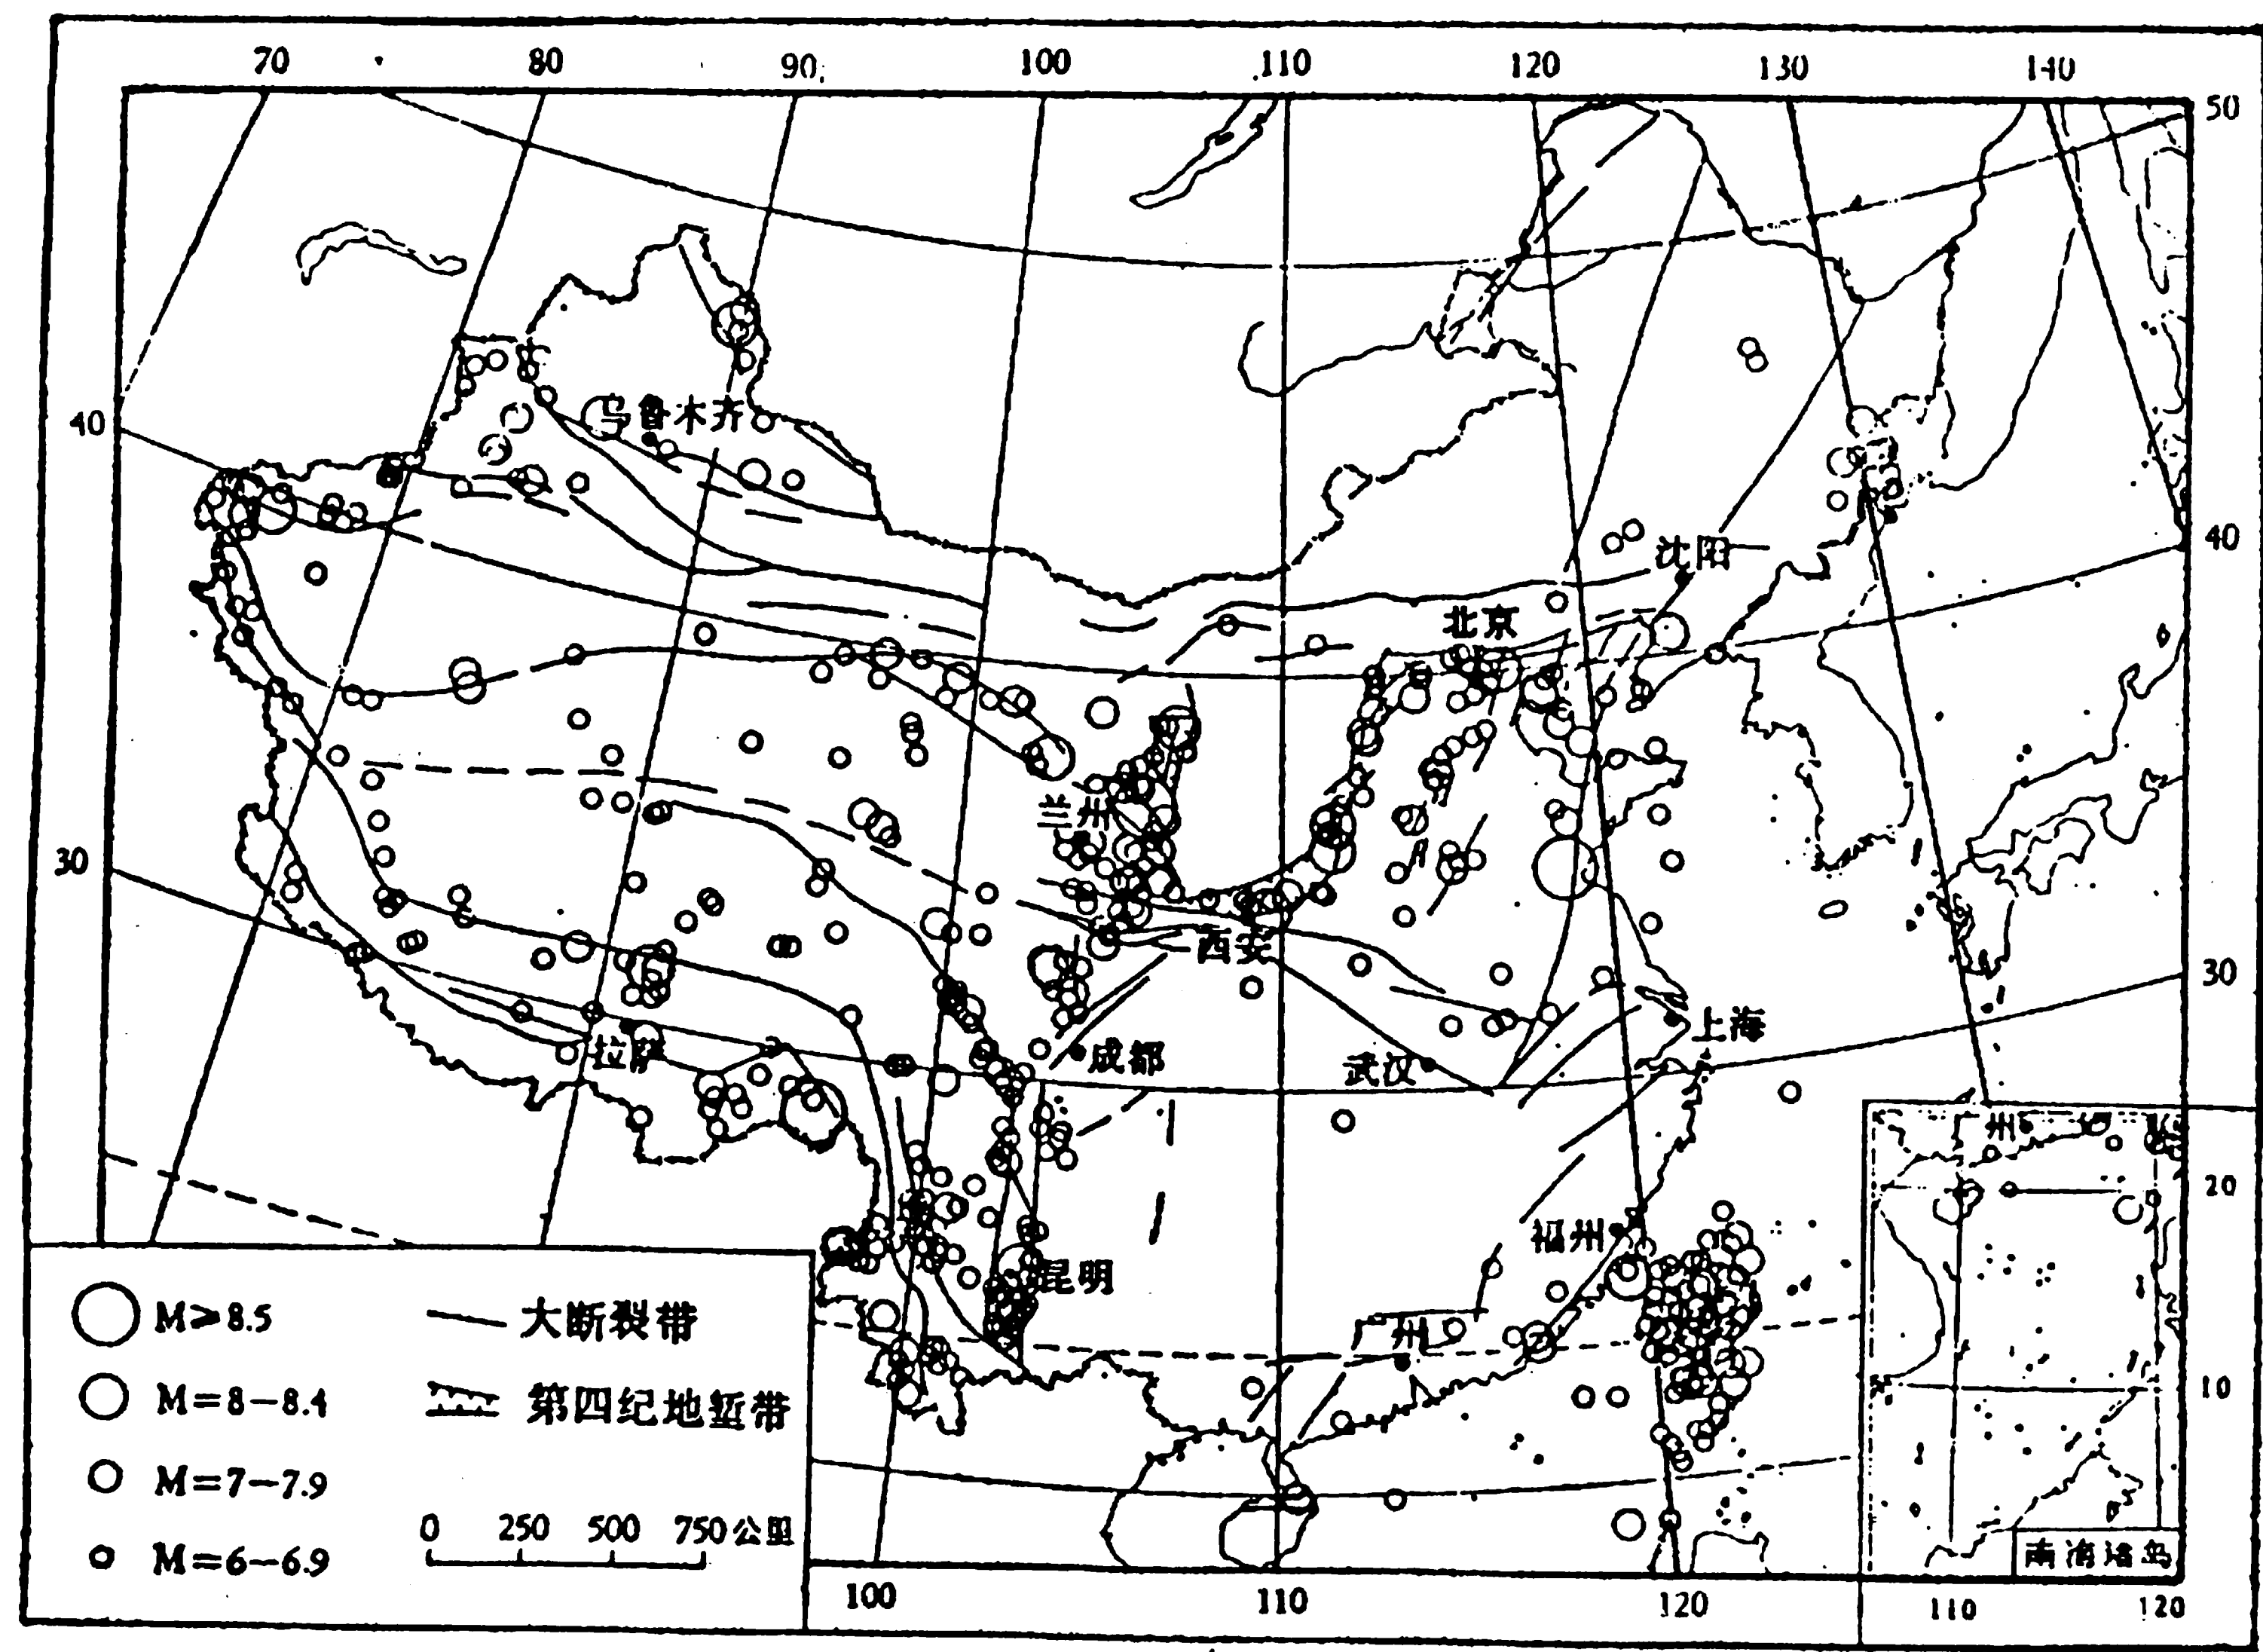 70 80 90 100 110 120 130 140
50
40
40
30
30
20
10
乌鲁木齐
沈阳
北京
兰州
西安
拉萨
成都
武汉
上海
福州
昆明
广州
广州
南海诸岛
M≥8.5
M=8-8.4
M=7-7.9
M=6-6.9
大断裂带
第四纪地堑带
0 250 500 750公里
100 110 120 110 120